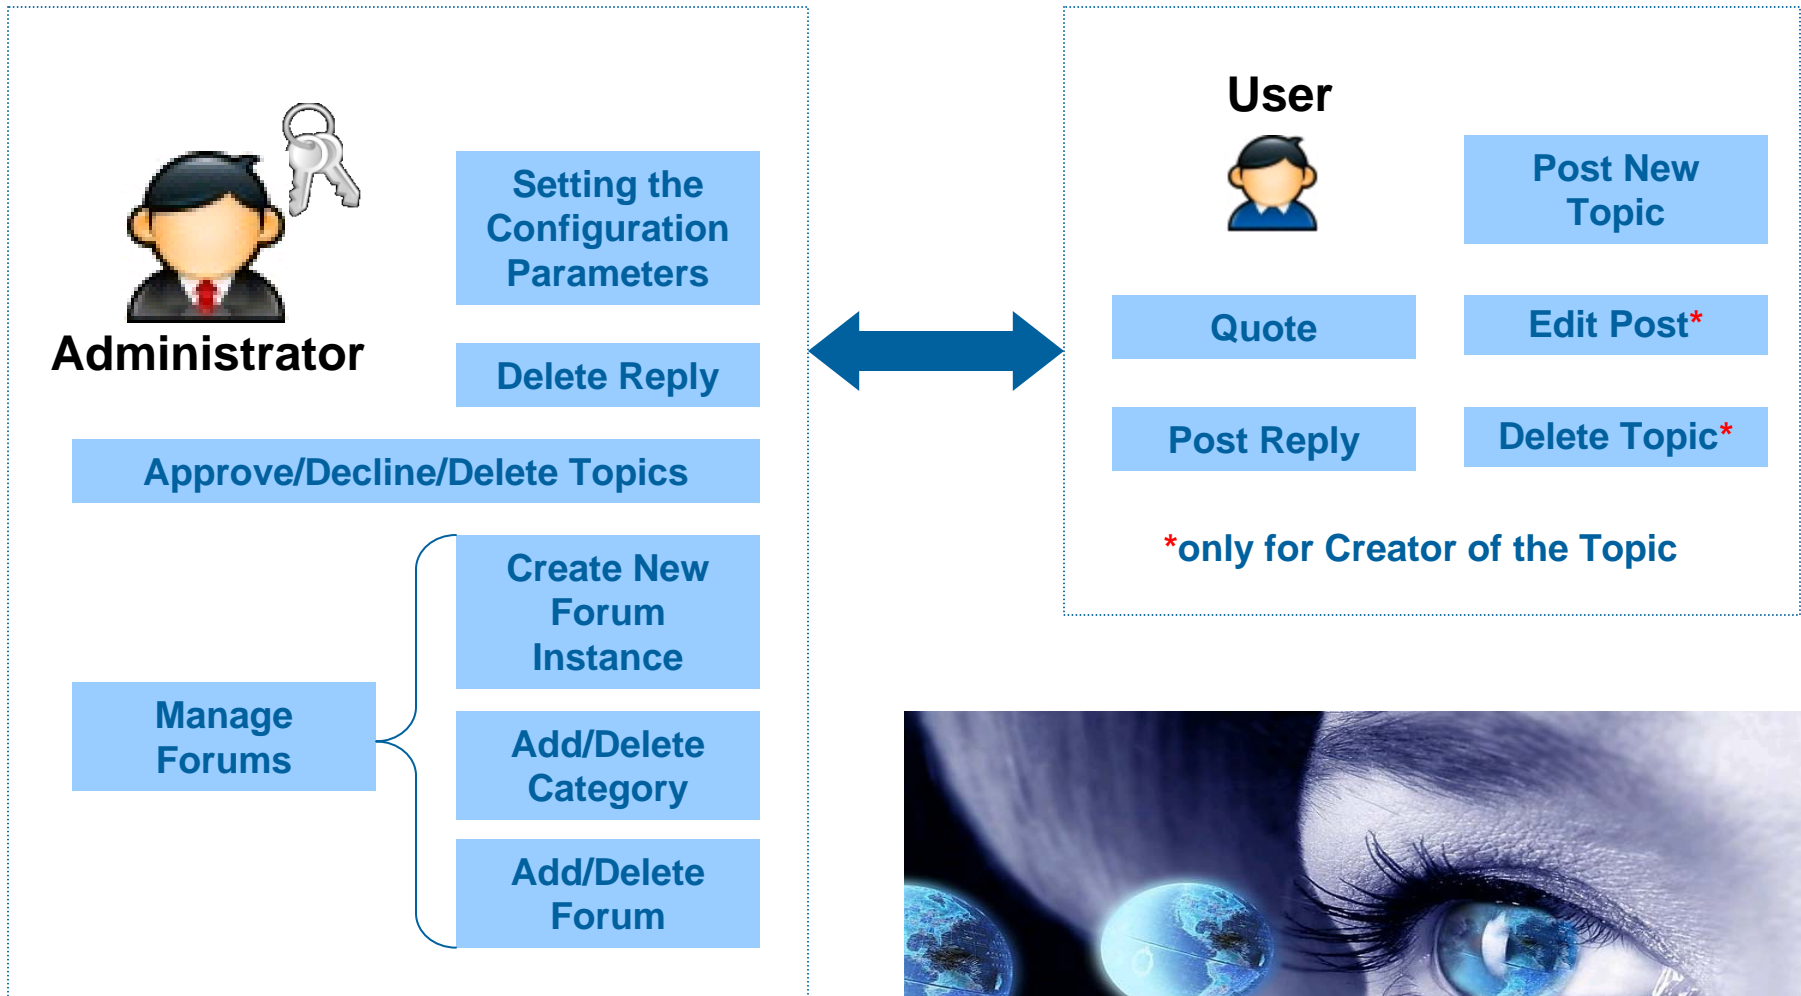 Administrator
Setting the
Configuration
Parameters
Delete Reply
Approve/Decline/Delete Topics
Manage
Forums
Create New
Forum
Instance
Add/Delete
Category
Add/Delete
Forum
User
Post New
Topic
Quote
Edit Post*
Post Reply
Delete Topic*
*only for Creator of the Topic